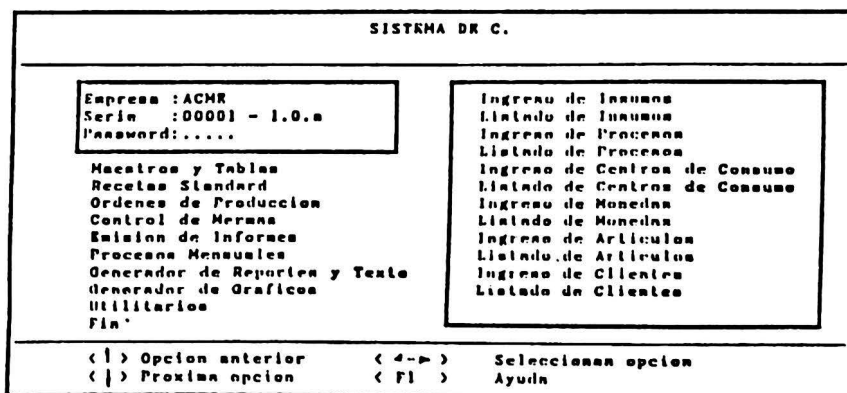 SISTEMA DE C.
Empresa :ACME
Serie :00001 - 1.0.a
Password:.....
Maestros y Tablas
Recetas Standard
Ordenes de Produccion
Control de Mermas
Emision de Informes
Procesos Mensuales
Generador de Reportes y Texto
Generador de Graficos
Utilitarios
Fin
Ingreso de Insumos
Listado de Insumos
Ingreso de Procesos
Listado de Procesos
Ingreso de Centros de Consumo
Listado de Centros de Consumo
Ingreso de Monedas
Listado de Monedas
Ingreso de Articulos
Listado de Articulos
Ingreso de Clientes
Listado de Clientes
<↑> Opcion anterior < ◄-► > Seleccionan opcion
<↓> Proxima opcion < F1 > Ayuda